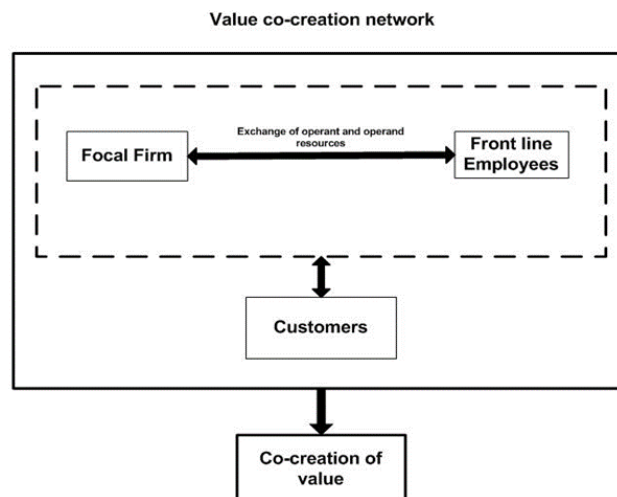 Value co-creation network
Exchange of operant and operand
resources
Focal Firm
Front line
Employees
Customers
Co-creation of
value